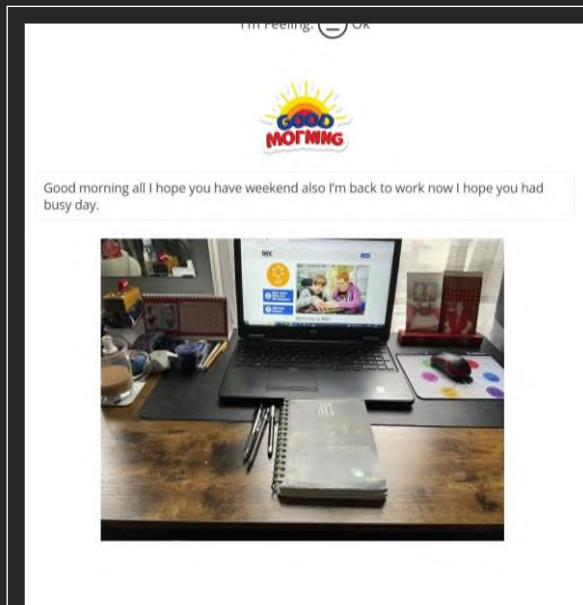 I'm Feeling: Ok
GOOD
MORNING
Good morning all I hope you have weekend also I'm back to work now I hope you had
busy day.